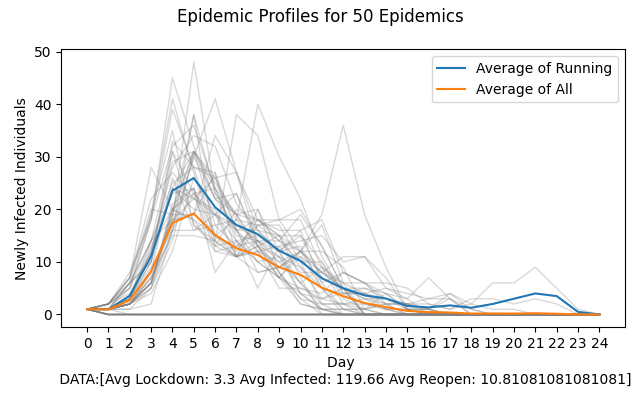 Epidemic Profiles for 50 Epidemics
Newly Infected Individuals
50
40
30
20
10
0
Average of Running
Average of All
0 1 2 3 4 5 6 7 8 9 10 11 12 13 14 15 16 17 18 19 20 21 22 23 24
Day
DATA:[Avg Lockdown: 3.3 Avg Infected: 119.66 Avg Reopen: 10.81081081081081]